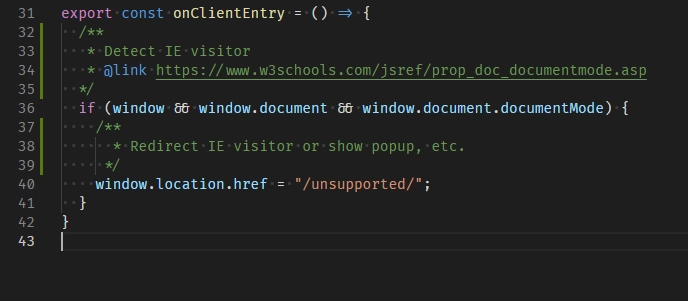 31 export const onClientEntry = () => {
32   /**
33    * Detect IE visitor
34    * @link https://www.w3schools.com/jsref/prop_doc_documentmode.asp
35   */
36   if (window && window.document && window.document.documentMode) {
37     /**
38       * Redirect IE visitor or show popup, etc.
39      */
40     window.location.href = "/unsupported/";
41   }
42 }
43